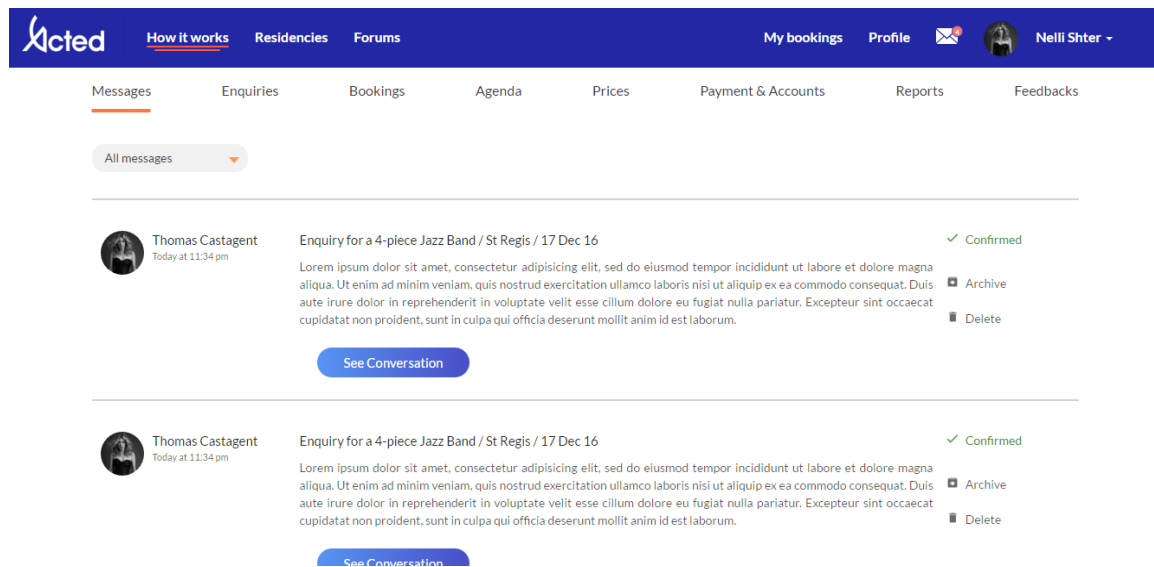 Acted
How it works Residencies Forums My bookings Profile 4 Nelli Shter
Messages Enquiries Bookings Agenda Prices Payment & Accounts Reports Feedbacks
All messages
Thomas Castagent
Today at 11:34 pm
Enquiry for a 4-piece Jazz Band / St Regis / 17 Dec 16
Lorem ipsum dolor sit amet, consectetur adipisicing elit, sed do eiusmod tempor incididunt ut labore et dolore magna
aliqua. Ut enim ad minim veniam, quis nostrud exercitation ullamco laboris nisi ut aliquip ex ea commodo consequat. Duis
aute irure dolor in reprehenderit in voluptate velit esse cillum dolore eu fugiat nulla pariatur. Excepteur sint occaecat
cupidatat non proident, sunt in culpa qui officia deserunt mollit anim id est laborum.
Confirmed
Archive
Delete
See Conversation
Thomas Castagent
Today at 11:34 pm
Enquiry for a 4-piece Jazz Band / St Regis / 17 Dec 16
Lorem ipsum dolor sit amet, consectetur adipisicing elit, sed do eiusmod tempor incididunt ut labore et dolore magna
aliqua. Ut enim ad minim veniam, quis nostrud exercitation ullamco laboris nisi ut aliquip ex ea commodo consequat. Duis
aute irure dolor in reprehenderit in voluptate velit esse cillum dolore eu fugiat nulla pariatur. Excepteur sint occaecat
cupidatat non proident, sunt in culpa qui officia deserunt mollit anim id est laborum.
Confirmed
Archive
Delete
See Conversation